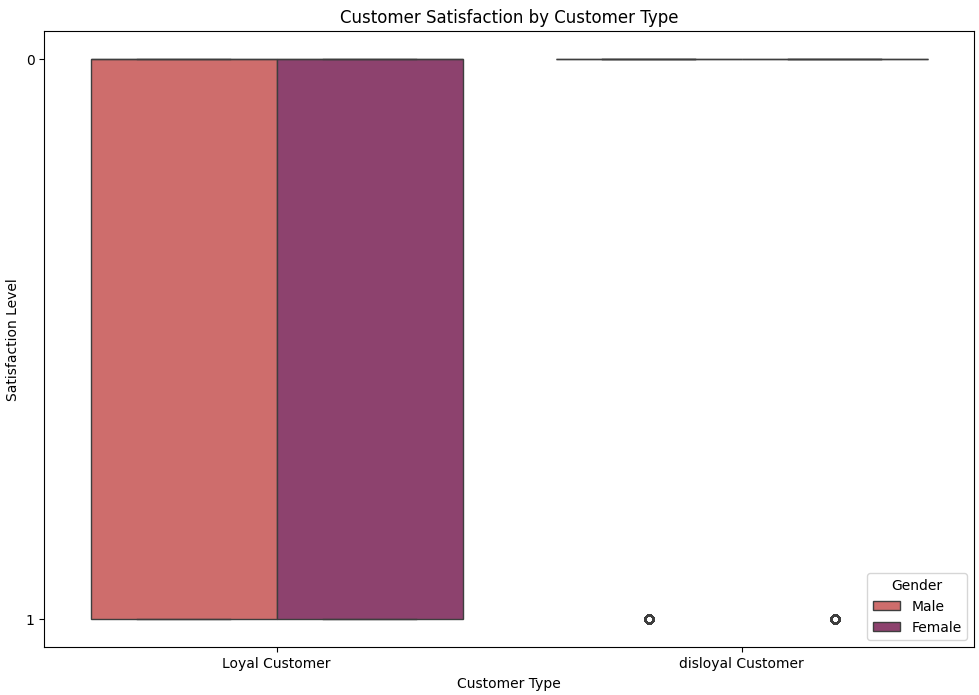 Customer Satisfaction by Customer Type
Satisfaction Level
0
1
Loyal Customer
disloyal Customer
Customer Type
Gender
Male
Female